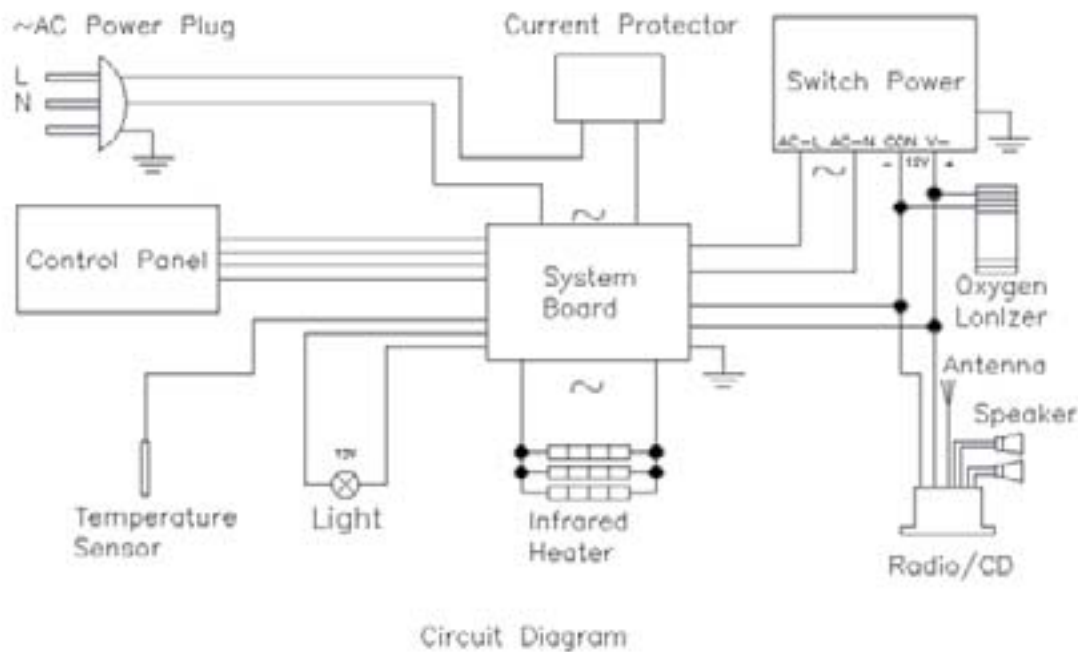 ~AC Power Plug
L
N
Current Protector
Switch Power
AC-L AC-N CON V-
- 12V +
Control Panel
System
Board
Oxygen
Lonizer
Antenna
Speaker
Temperature
Sensor
Light
Infrared
Heater
Radio/CD
Circuit Diagram